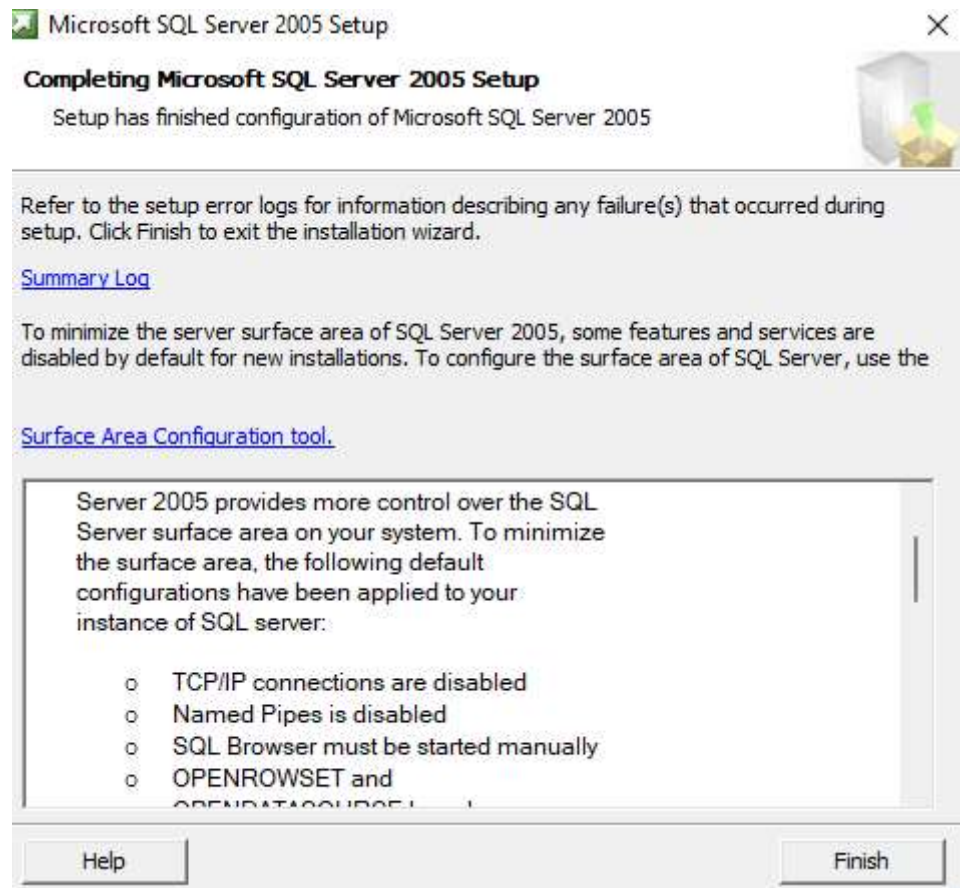 Microsoft SQL Server 2005 Setup
Completing Microsoft SQL Server 2005 Setup
Setup has finished configuration of Microsoft SQL Server 2005
Refer to the setup error logs for information describing any failure(s) that occurred during
setup. Click Finish to exit the installation wizard.
Summary Log
To minimize the server surface area of SQL Server 2005, some features and services are
disabled by default for new installations. To configure the surface area of SQL Server, use the
Surface Area Configuration tool.
Server 2005 provides more control over the SQL
Server surface area on your system. To minimize
the surface area, the following default
configurations have been applied to your
instance of SQL server:
o TCP/IP connections are disabled
o Named Pipes is disabled
o SQL Browser must be started manually
o OPENROWSET and
OPENDATASOURCE
Help
Finish